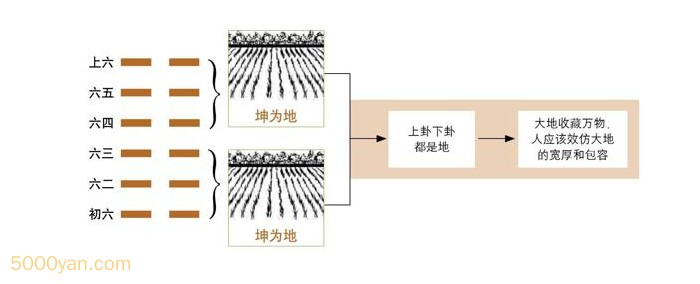 上六
六五
六四
六三
六二
初六
坤为地
坤为地
上卦下卦
都是地
大地收藏万物,
人应该效仿大地
的宽厚和包容
5000yan.com